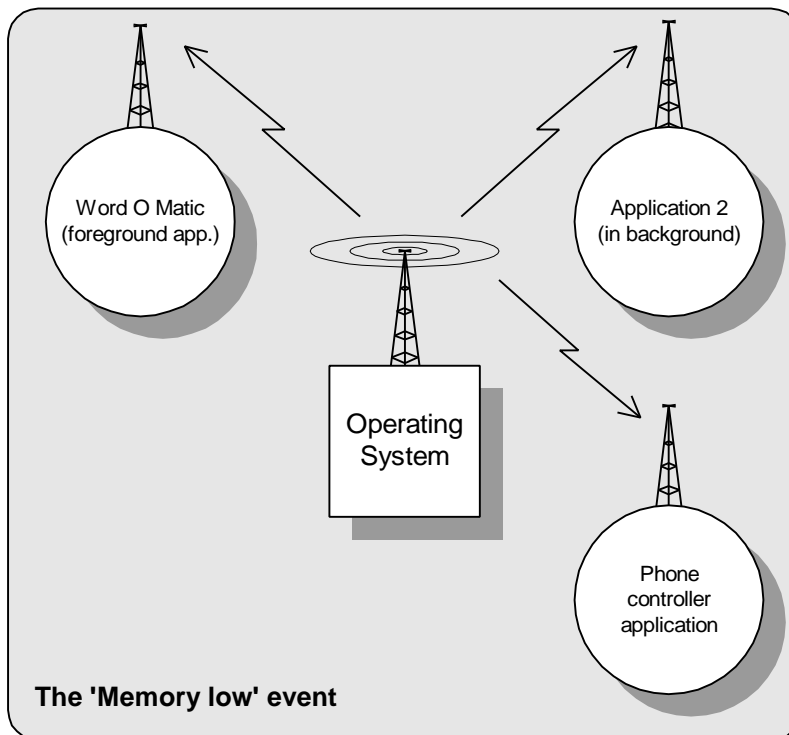 Word O Matic
(foreground app.)
Application 2
(in background)
Operating
System
Phone
controller
application
The 'Memory low' event